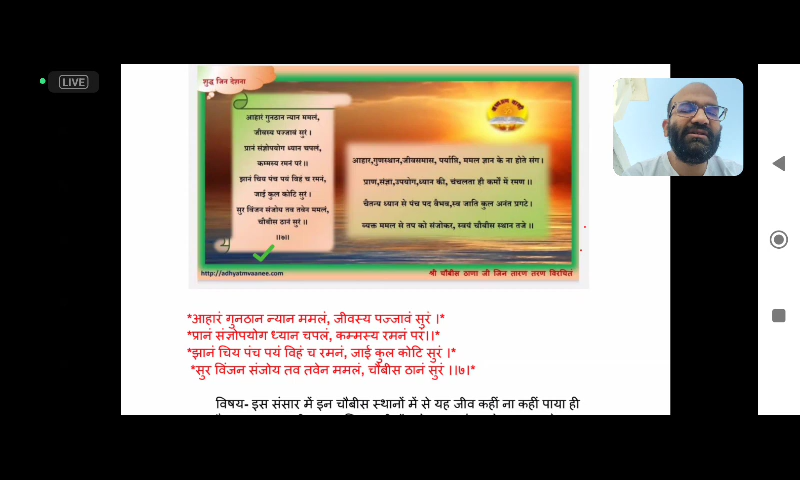 LIVE
शुद्ध जिन देशना
आहारं गुनठान न्यान ममलं,
जीवस्य पज्जावं सुरं ।
प्रानं संज्ञोपयोग ध्यान चपलं,
कम्मस्य रमनं परं ॥
झानं चिय पंच पयं विहं च रमनं,
जाई कुल कोटि सुरं ।
सुर विंजन संजोय तव तवेन ममलं,
चौबीस ठानं सुरं ॥
॥७॥
आहार,गुणस्थान,जीवसमास, पर्याप्ति, ममल ज्ञान के ना होते संग ।
प्राण,संज्ञा,उपयोग,ध्यान की, चंचलता ही कर्मों में रमण ॥
चैतन्य ध्यान से पंच पद वैभव,स्व जाति कुल अनंत प्रगटे ।
व्यक्त ममल से तप को संजोकर, स्वयं चौबीस स्थान तजे ॥
http://adhyatmvaanee.com
श्री चौबीस ठाणा जी जिन तारण तरण विरचित
*आहारं गुनठान न्यान ममलं, जीवस्य पज्जावं सुरं ।*
*प्रानं संज्ञोपयोग ध्यान चपलं, कम्मस्य रमनं परं।।*
*झानं चिय पंच पयं विहं च रमनं, जाई कुल कोटि सुरं ।*
*सुर विंजन संजोय तव तवेन ममलं, चौबीस ठानं सुरं ।।७।*
विषय- इस संसार में इन चौबीस स्थानों में से यह जीव कहीं ना कहीं पाया ही